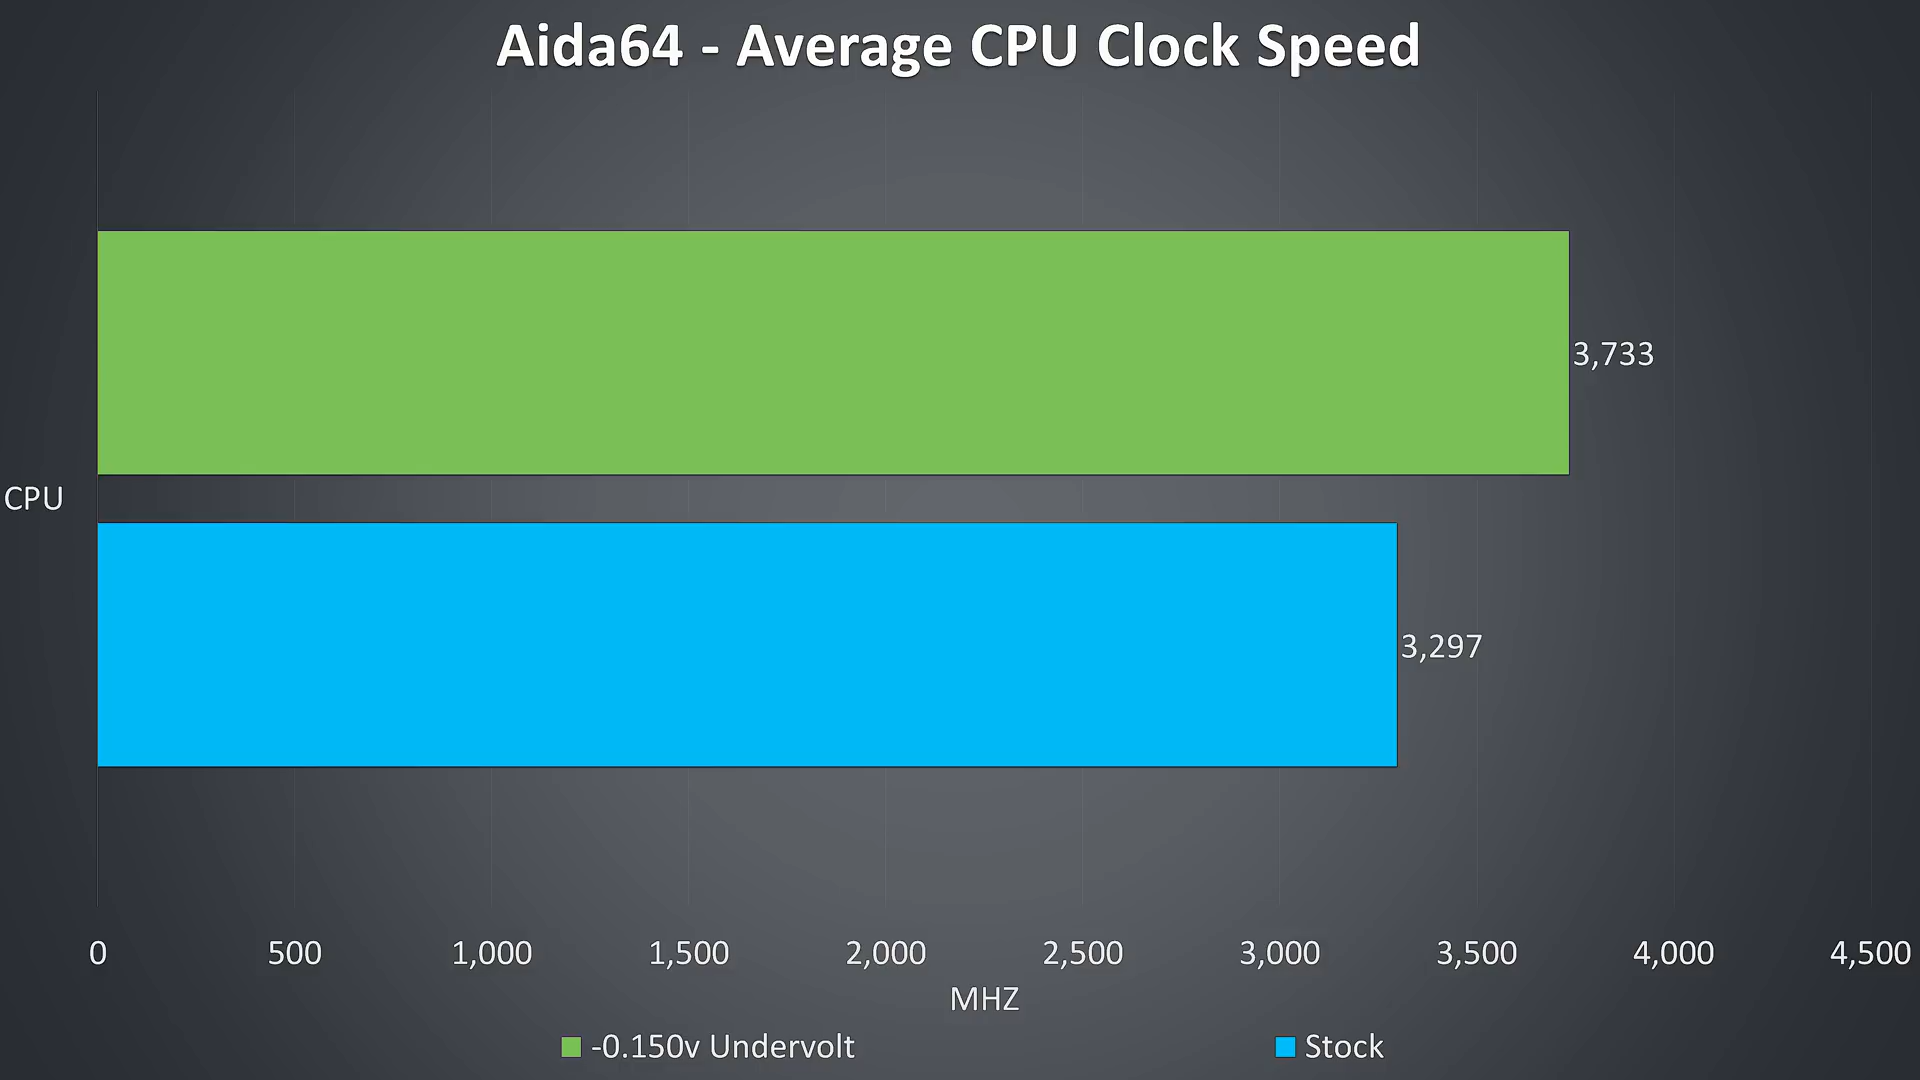 Aida64 - Average CPU Clock Speed
3,733
CPU
3,297
0 500 1,000 1,500 2,000 2,500 3,000 3,500 4,000 4,500
MHZ
-0.150v Undervolt Stock